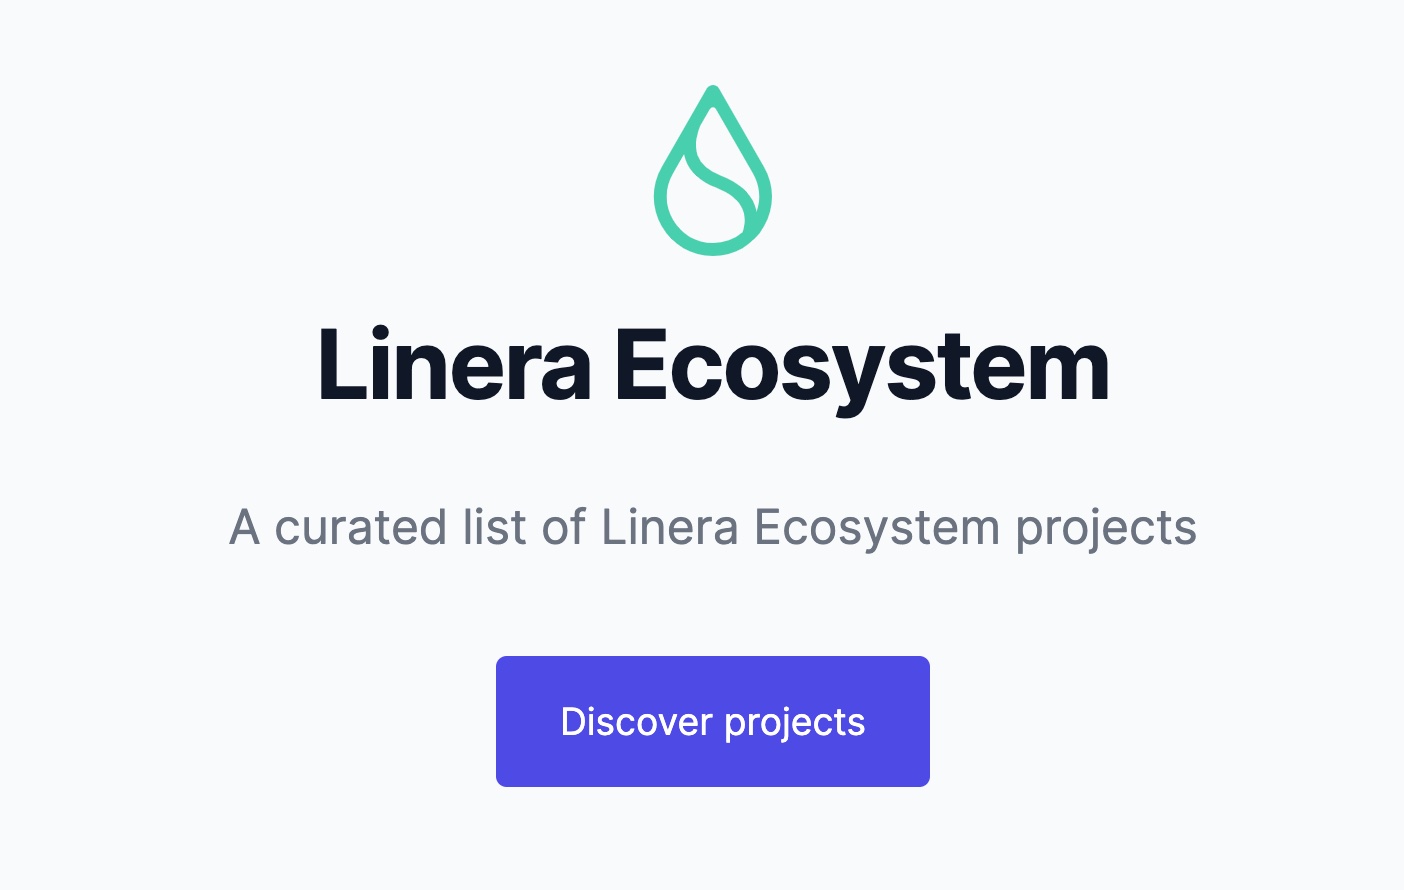 Linera Ecosystem
A curated list of Linera Ecosystem projects
Discover projects